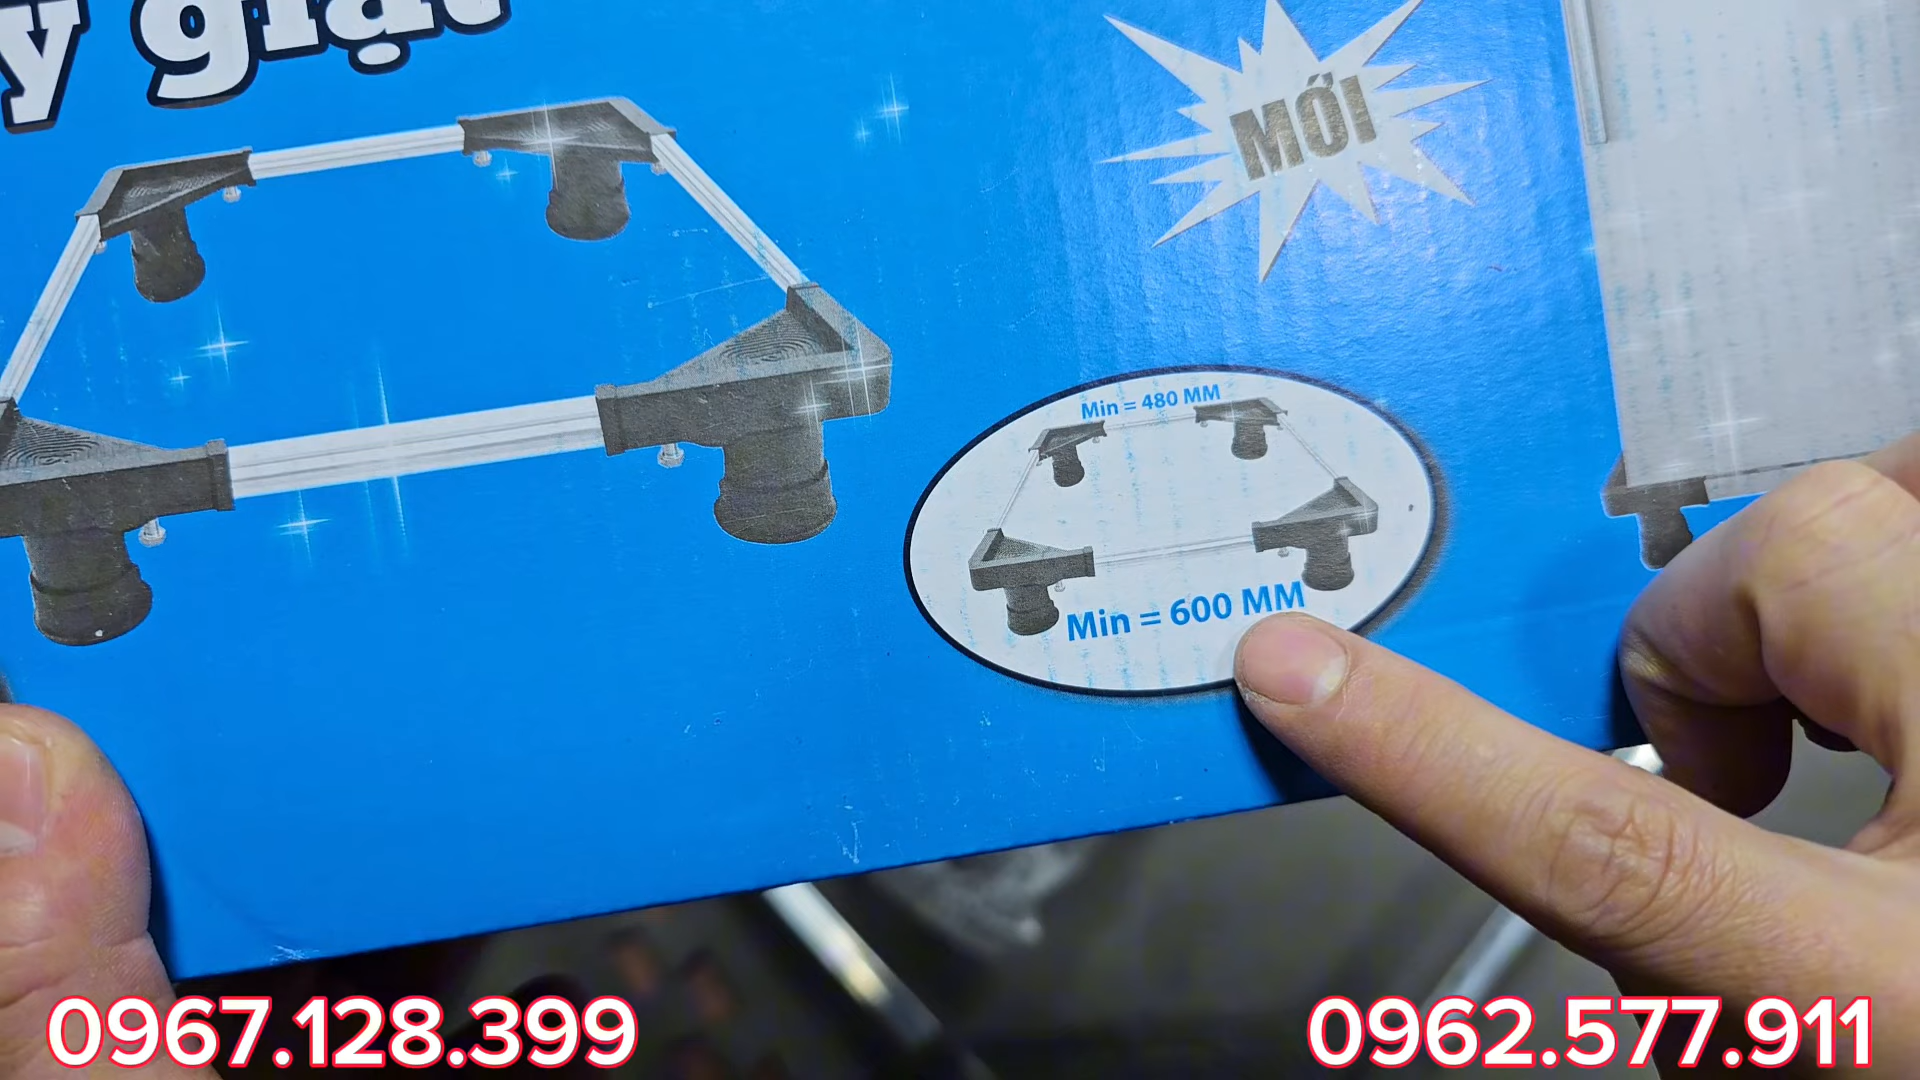 y giặt
MỚI
Min = 480 MM
Min = 600 MM
0967.128.399
0962.577.911